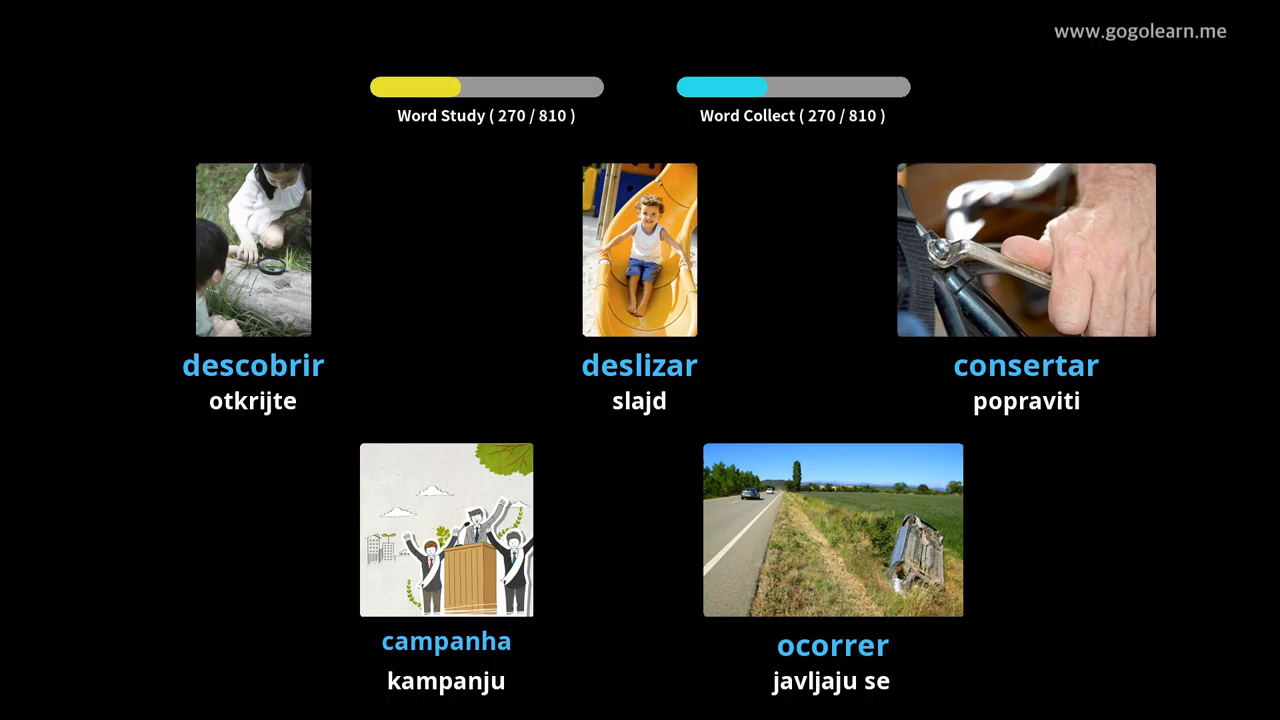 www.gogolearn.me
Word Study ( 270 / 810 )
Word Collect ( 270 / 810 )
descobrir
otkrijte
deslizar
slajd
consertar
popraviti
campanha
kampanju
ocorrer
javljaju se